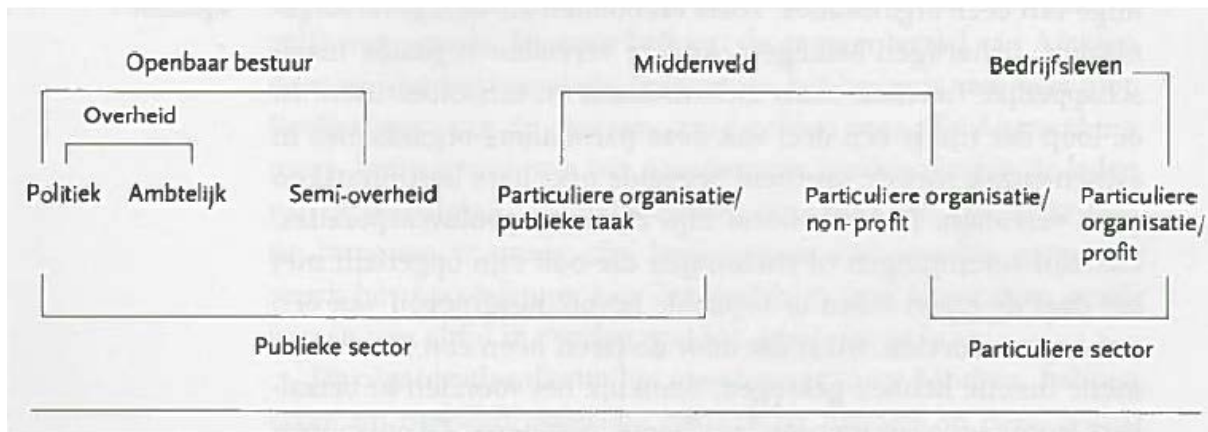 Openbaar bestuur
Middenveld
Bedrijfsleven
Overheid
Politiek Ambtelijk Semi-overheid Particuliere organisatie/ Particuliere organisatie/ Particuliere
publieke taak non-profit organisatie/
profit
Publieke sector
Particuliere sector